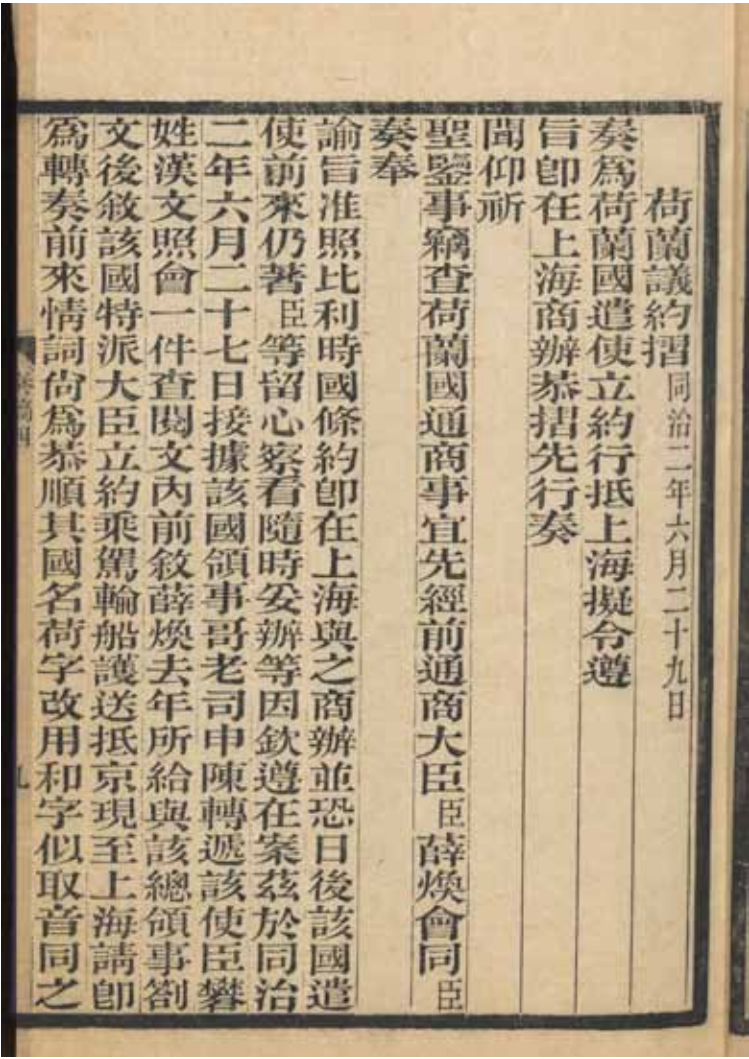 荷蘭議約摺同治二年六月二十九日
奏爲荷蘭國遣使立約行抵上海擬令遵
旨卽在上海商辦恭摺先行奏
聞仰祈
聖鑒事竊查荷蘭國通商事宜先經前通商大臣臣薛煥會同臣
奏奉
諭旨准照比利時國條約卽在上海與之商辦並恐日後該國遣
使前來仍著臣等留心察看隨時妥辦等因欽遵在案茲於同治
二年六月二十七日接據該國領事哥老司申陳轉遞該使臣礬
姓漢文照會一件查閱文內前敘薛煥去年所給與該總領事劄
文後敘該國特派大臣立約乘駕輪船護送抵京現至上海請卽
爲轉奏前來情詞尙爲恭順其國名荷字改用和字似取音同之
九